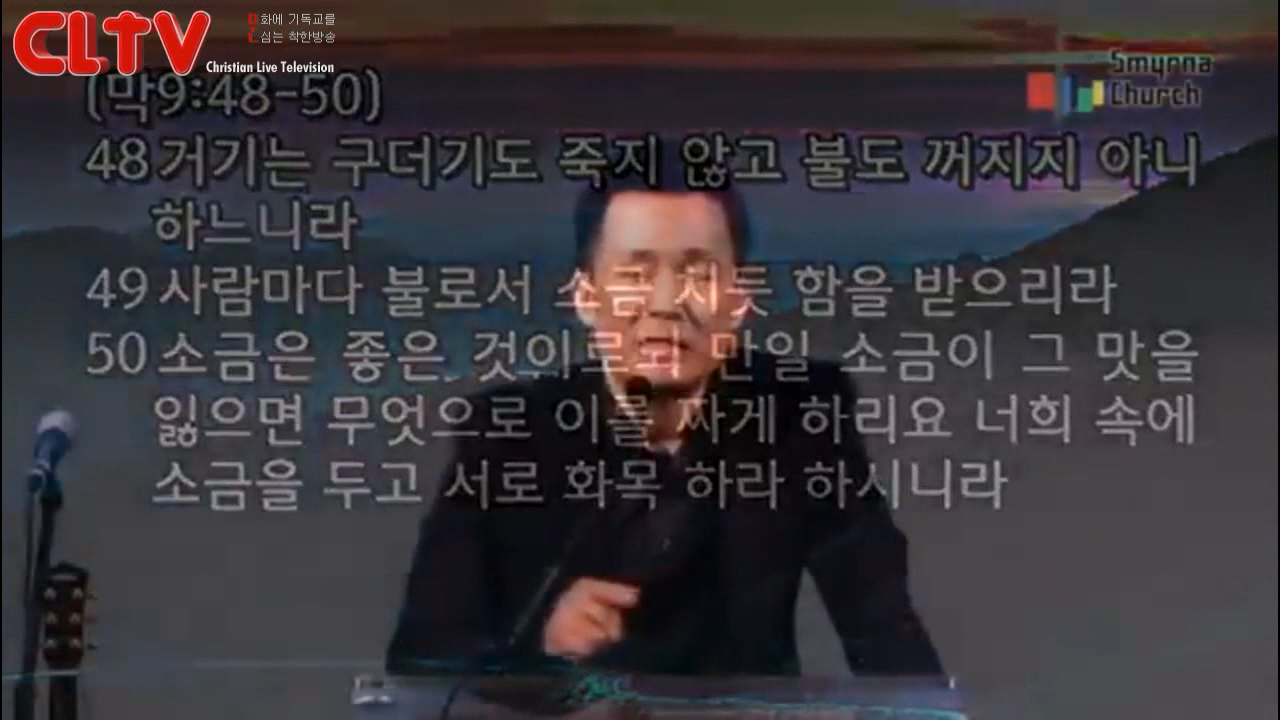 CLTV
미화에 기독교를
심는 착한방송
Christian Live Television
Smyrna
Church
(막9:48-50)
48 거기는 구더기도 죽지 않고 불도 꺼지지 아니
하느니라
49 사람마다 불로서 소금 치듯 함을 받으리라
50 소금은 좋은 것이로되 만일 소금이 그 맛을
잃으면 무엇으로 이를 짜게 하리요 너희 속에
소금을 두고 서로 화목 하라 하시니라